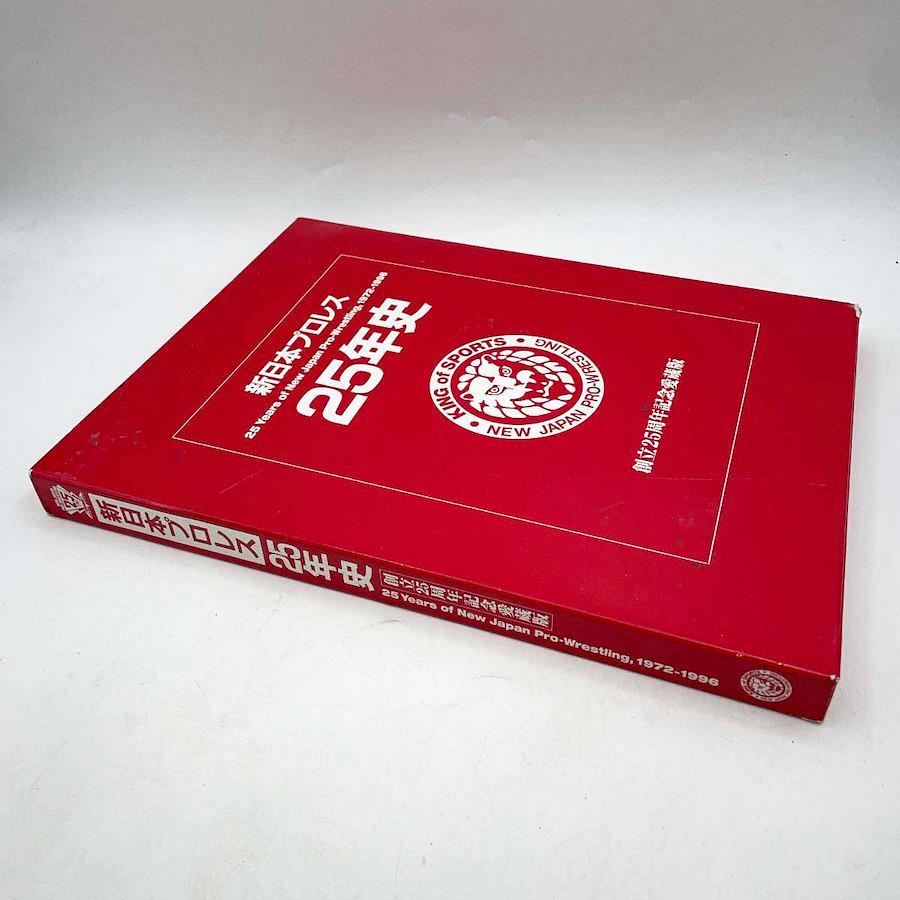 新日本プロレス
25 Years of New Japan Pro-Wrestling, 1972-1996
25年史
KING of SPORTS
NEW JAPAN PRO-WRESTLING
創立25周年記念愛蔵版
新日本プロレス
25年史
創立25周年記念愛蔵版
25 Years of New Japan Pro-Wrestling, 1972-1996